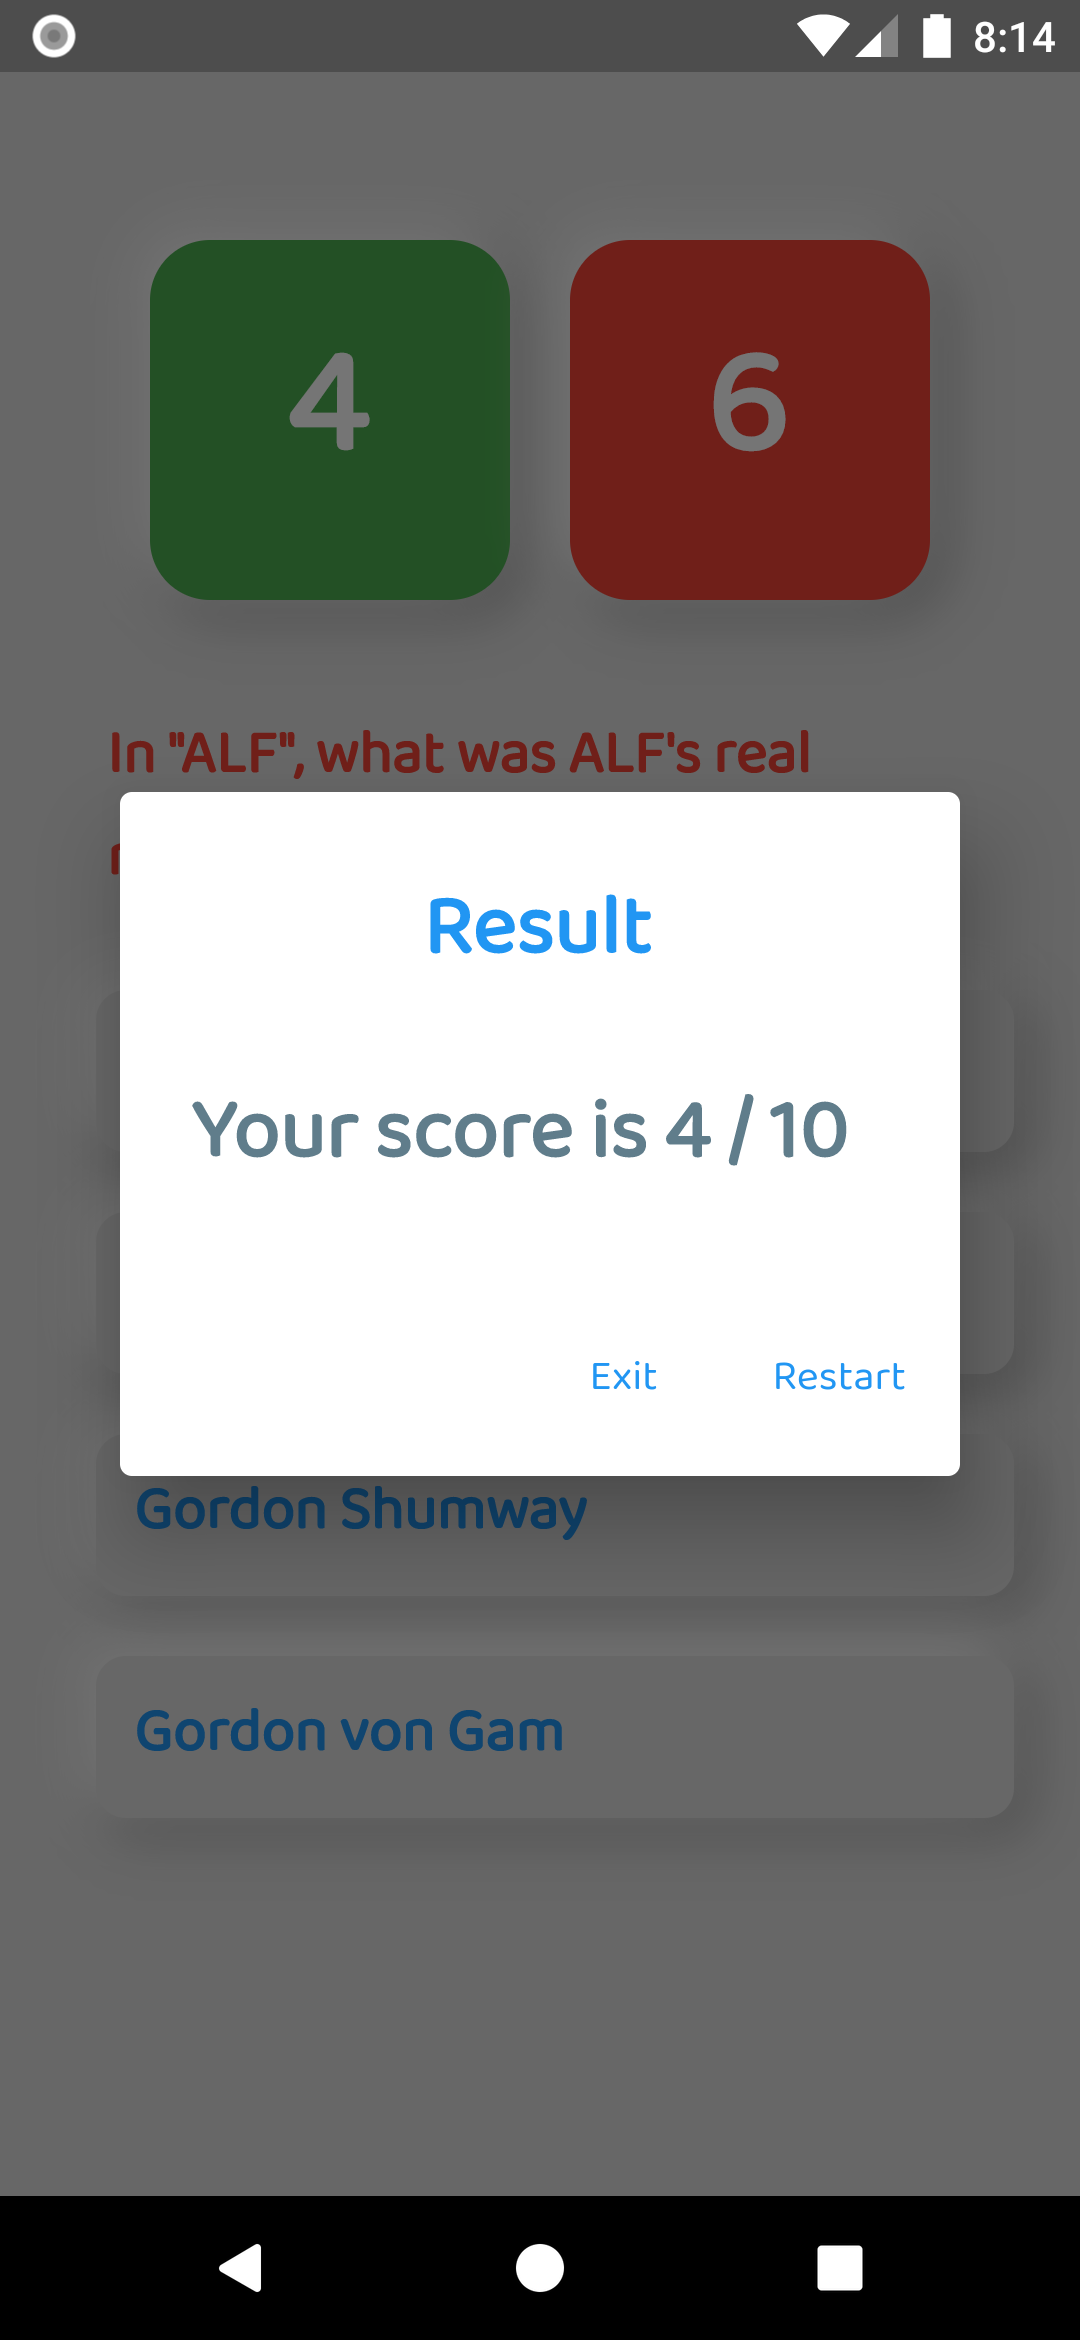 8:14
4
6
In "ALF", what was ALF's real
Result
Your score is 4 / 10
Exit
Restart
Gordon Shumway
Gordon von Gam